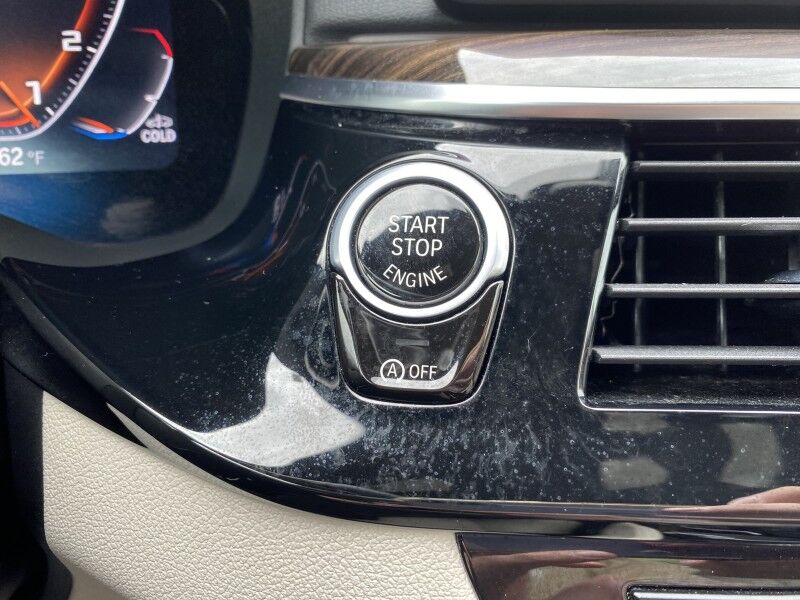 2
1
COLD
62 °F
START
STOP
ENGINE
A OFF